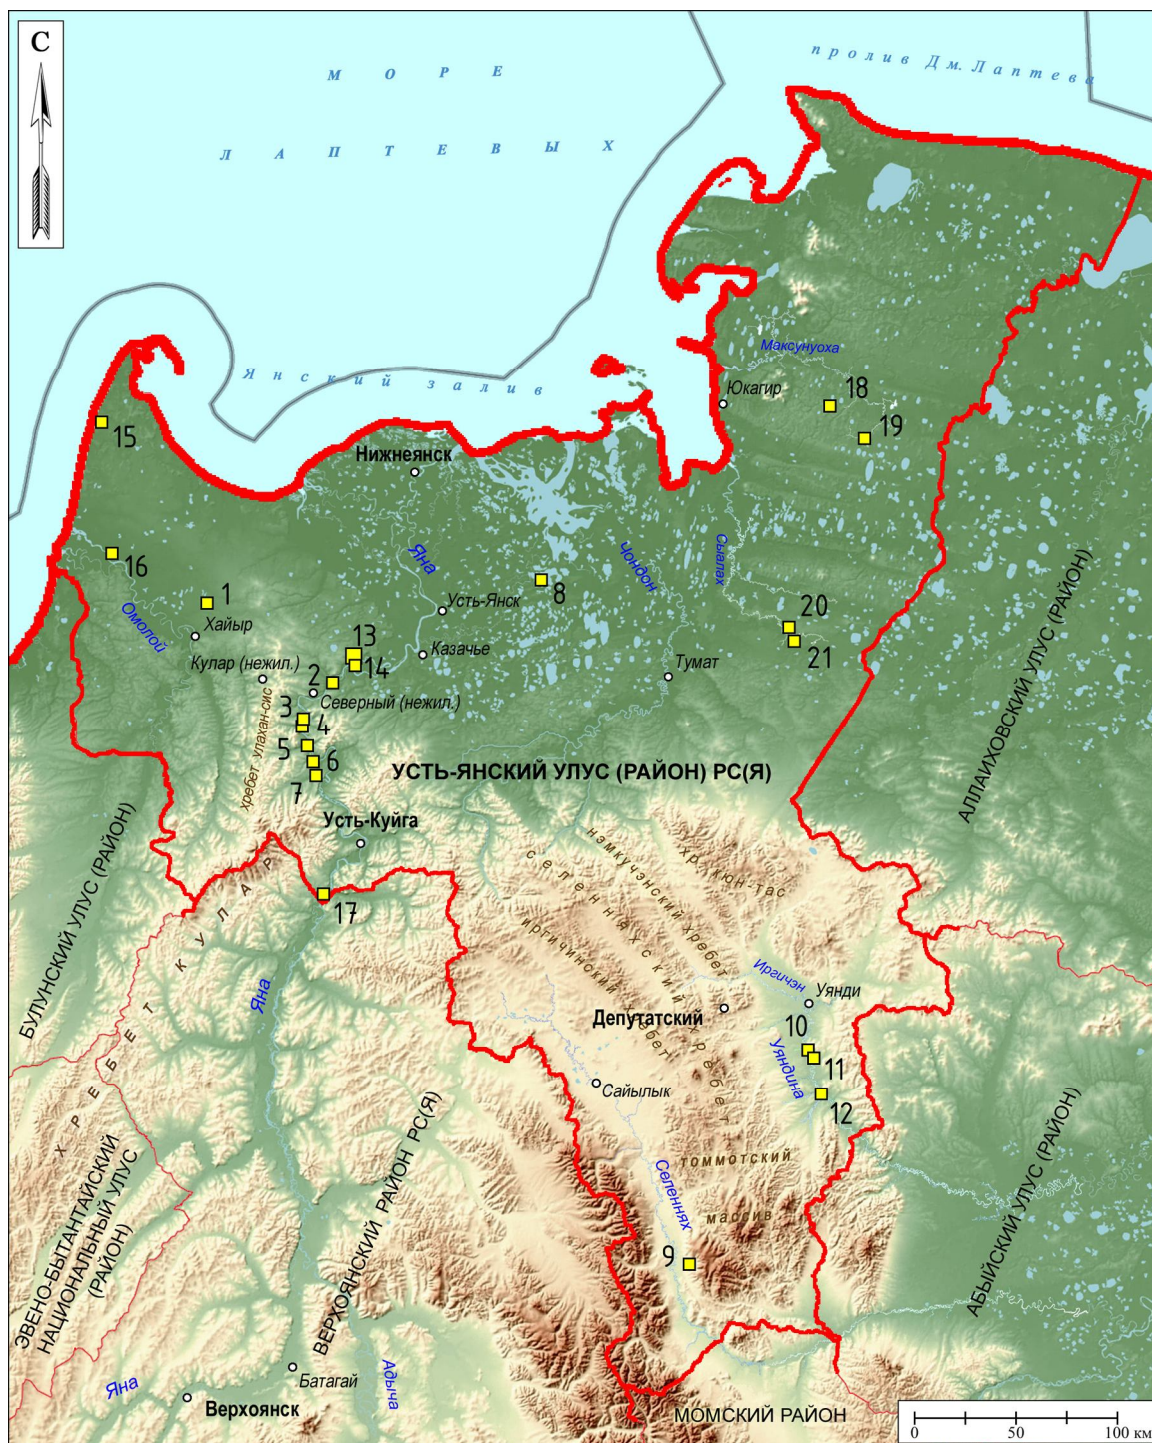 С
пролив Дм. Лаптева
МОРЕ
ЛАПТЕВЫХ
Максунуоха
Янский залив
Юкагир
18
19
15
Нижнеянск
16
Яна
Чондон
Сыалах
8
1
Омолой
Хайыр
Усть-Янск
20
21
13
14
Казачье
Кулар (нежил.)
2
Северный (нежил.)
Тумат
3
4
5
6
7
хребет улахан-сис
УСТЬ-ЯНСКИЙ УЛУС (РАЙОН) РС(Я)
АЛЛАИХОВСКИЙ УЛУС (РАЙОН)
Усть-Куйга
нэмкучэнский хребет
хр. кюн-тас
селенняхский хребет
иргичинский хребет
17
БУЛУНСКИЙ УЛУС (РАЙОН)
ХРЕБЕТ КУЛАР
Яна
Иргичэн
Уянди
Депутатский
10
11
12
Уяндина
Сайылык
томмотский
массив
Селеннях
9
АБЫЙСКИЙ УЛУС (РАЙОН)
ЭВЕНО-БЫТАНТАЙСКИЙ
НАЦИОНАЛЬНЫЙ УЛУС
(РАЙОН)
ВЕРХОЯНСКИЙ РАЙОН РС(Я)
Батагай
Адыча
Яна
Верхоянск
МОМСКИЙ РАЙОН
0 50 100 км